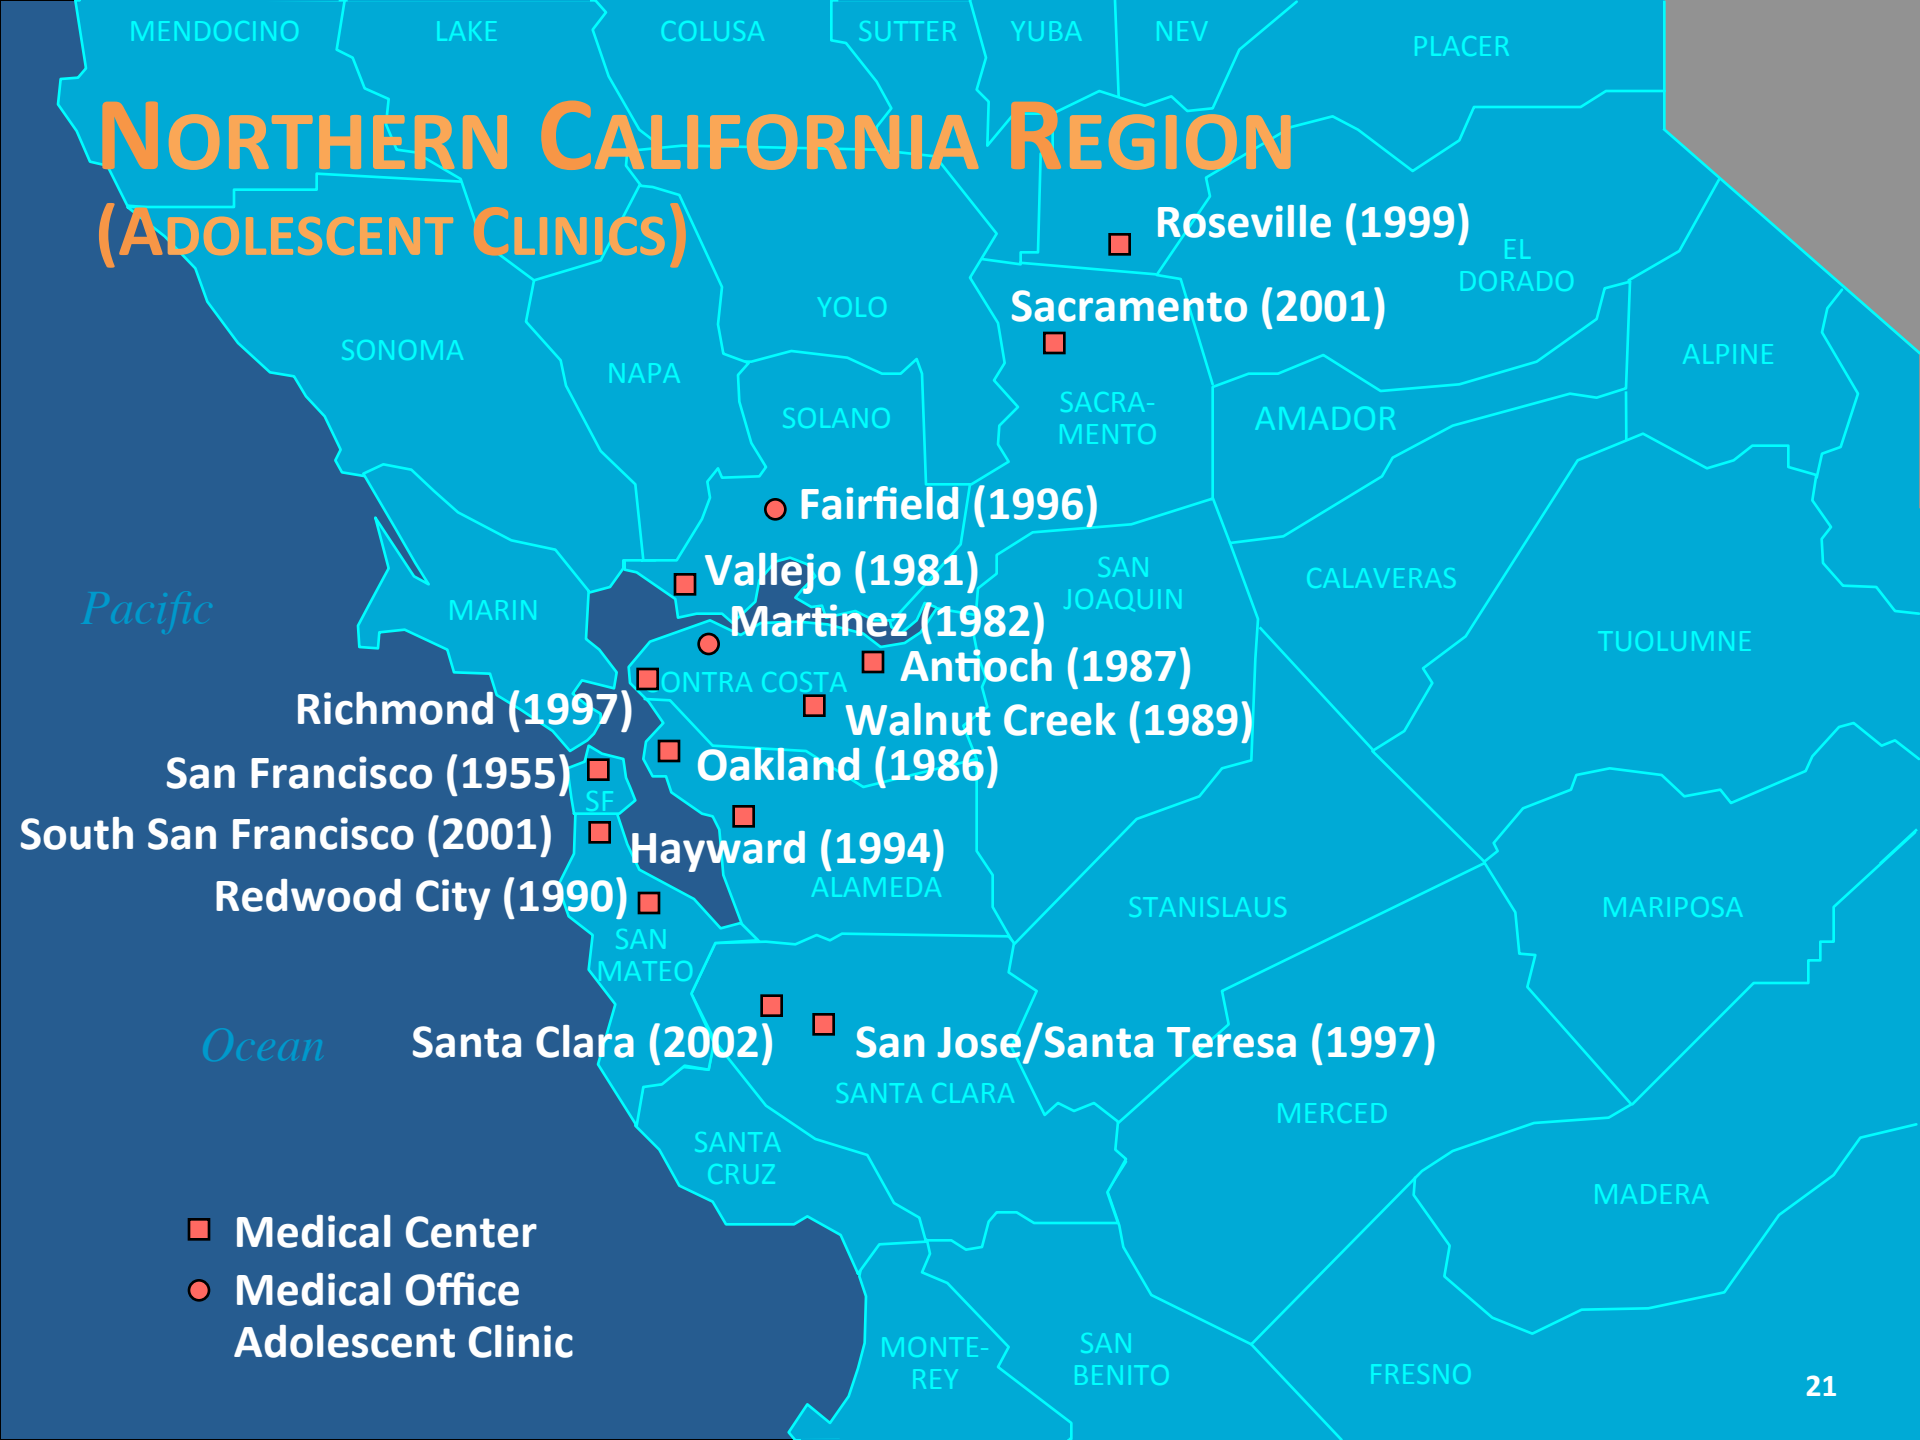 MENDOCINO
LAKE
COLUSA
SUTTER
YUBA
NEV
PLACER
NORTHERN CALIFORNIA REGION
(ADOLESCENT CLINICS)
Roseville (1999)
EL
DORADO
Sacramento (2001)
YOLO
SONOMA
NAPA
ALPINE
SOLANO
SACRA-
MENTO
AMADOR
Fairfield (1996)
Vallejo (1981)
SAN
JOAQUIN
CALAVERAS
Pacific
MARIN
Martinez (1982)
TUOLUMNE
Antioch (1987)
ONTRA COSTA
Richmond (1997)
Walnut Creek (1989)
Oakland (1986)
San Francisco (1955)
SF
South San Francisco (2001)
Hayward (1994)
ALAMEDA
Redwood City (1990)
STANISLAUS
MARIPOSA
SAN
MATEO
Ocean
Santa Clara (2002)
San Jose/Santa Teresa (1997)
SANTA CLARA
MERCED
SANTA
CRUZ
MADERA
Medical Center
Medical Office
Adolescent Clinic
MONTE-
REY
SAN
BENITO
FRESNO
21